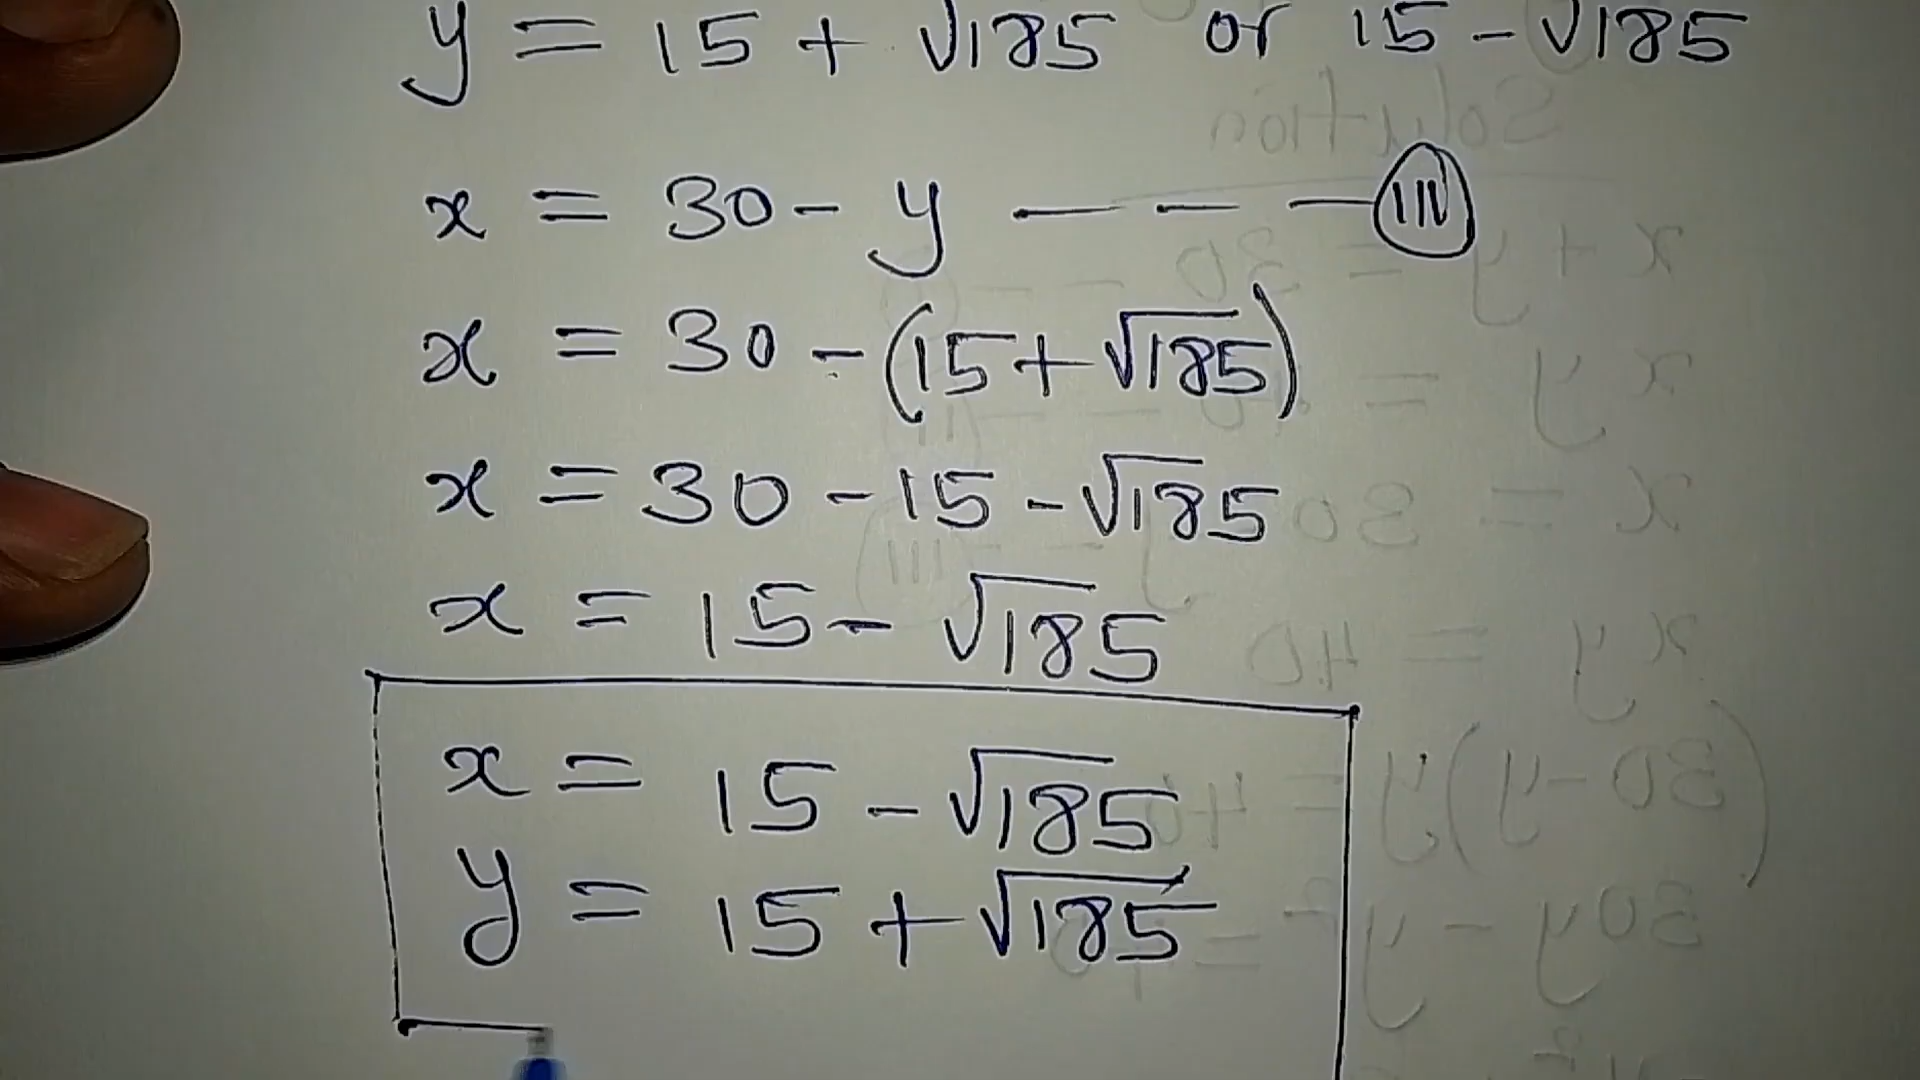 y = 15 + √185 or 15 - √185
x = 30 - y - - - (III)
x = 30 - (15 + √185)
x = 30 - 15 - √185
x = 15 - √185
x = 15 - √185
y = 15 + √185